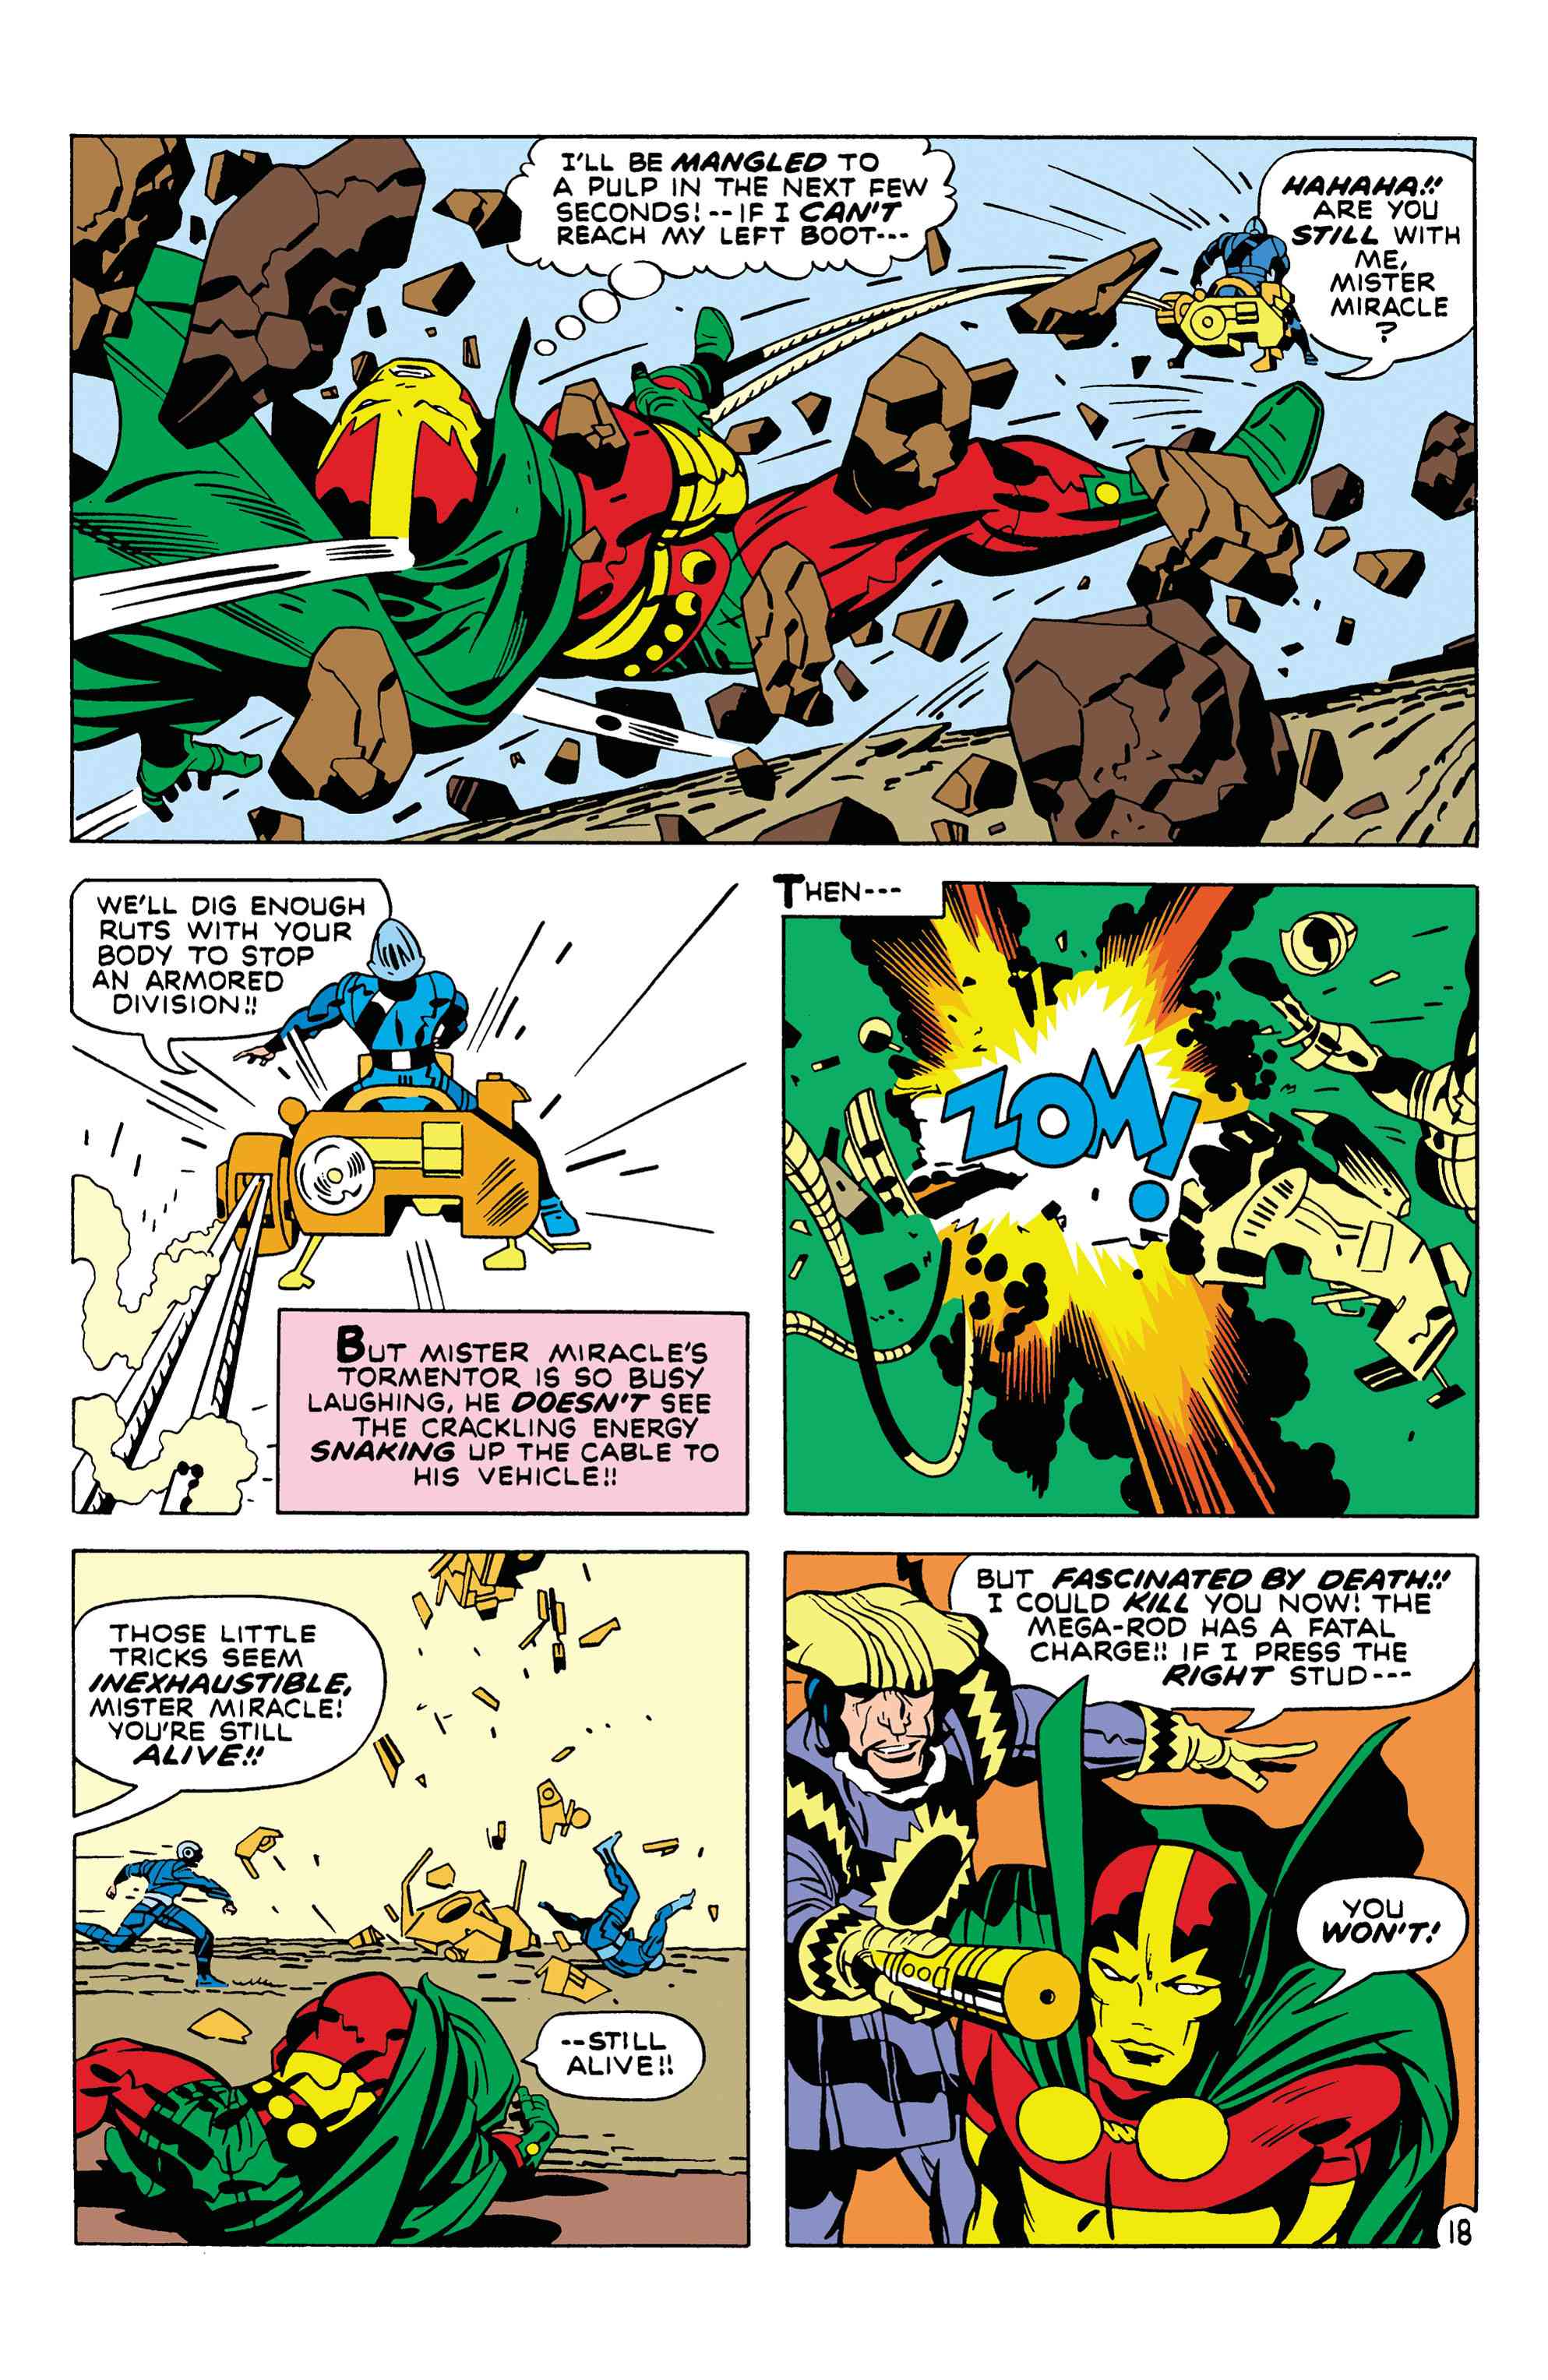 I'LL BE MANGLED TO
A PULP IN THE NEXT FEW
SECONDS! -- IF I CAN'T
REACH MY LEFT BOOT---
HAHAHA!!
ARE YOU
STILL WITH
ME,
MISTER
MIRACLE
?
WE'LL DIG ENOUGH
RUTS WITH YOUR
BODY TO STOP
AN ARMORED
DIVISION!!
BUT MISTER MIRACLE'S
TORMENTOR IS SO BUSY
LAUGHING, HE DOESN'T SEE
THE CRACKLING ENERGY
SNAKING UP THE CABLE TO
HIS VEHICLE!!
THEN---
ZOM!
THOSE LITTLE
TRICKS SEEM
INEXHAUSTIBLE,
MISTER MIRACLE!
YOU'RE STILL
ALIVE!!
--STILL
ALIVE!!
BUT FASCINATED BY DEATH!!
I COULD KILL YOU NOW! THE
MEGA-ROD HAS A FATAL
CHARGE!! IF I PRESS THE
RIGHT STUD---
YOU
WON'T!
18